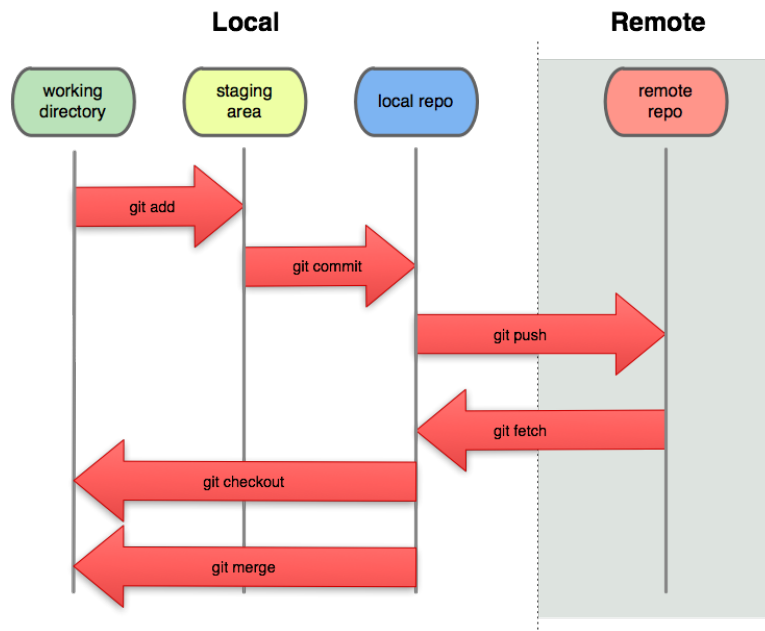 Local
Remote
working
directory
staging
area
local repo
remote
repo
git add
git commit
git push
git fetch
git checkout
git merge